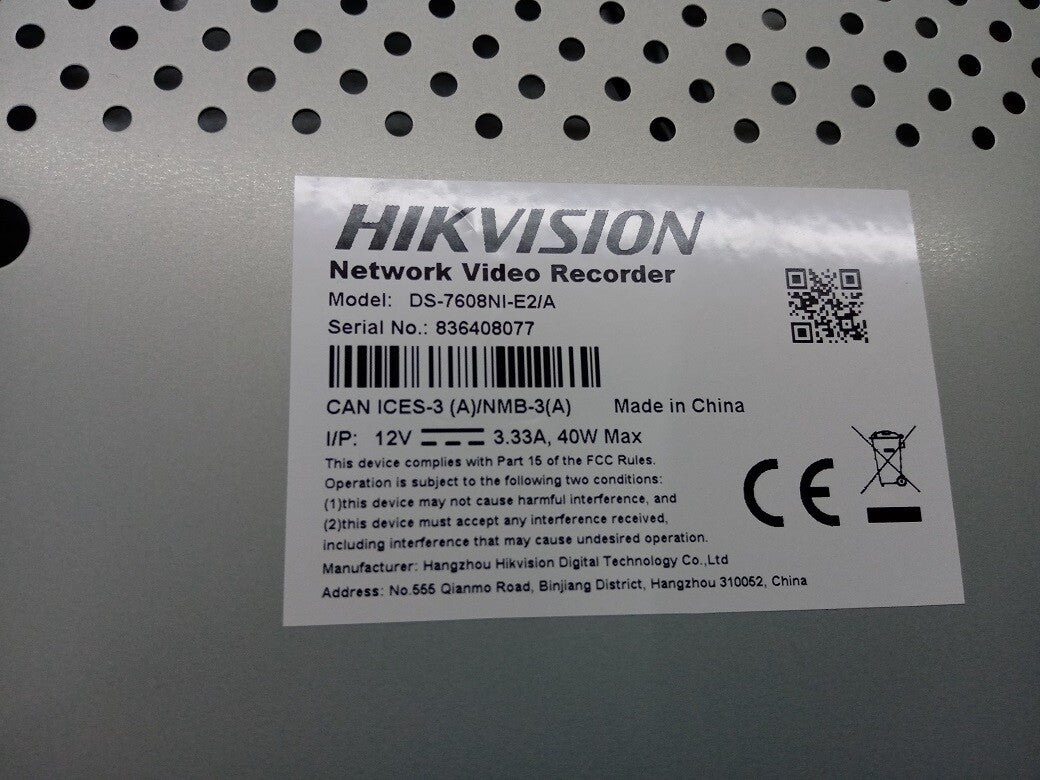 HIKVISION
Network Video Recorder
Model: DS-7608NI-E2/A
Serial No.: 836408077
CAN ICES-3 (A)/NMB-3(A) Made in China
I/P: 12V 3.33A, 40W Max
This device complies with Part 15 of the FCC Rules.
Operation is subject to the following two conditions:
(1)this device may not cause harmful interference, and
(2)this device must accept any interference received,
including interference that may cause undesired operation.
Manufacturer: Hangzhou Hikvision Digital Technology Co.,Ltd
Address: No.555 Qianmo Road, Binjiang District, Hangzhou 310052, China
CE